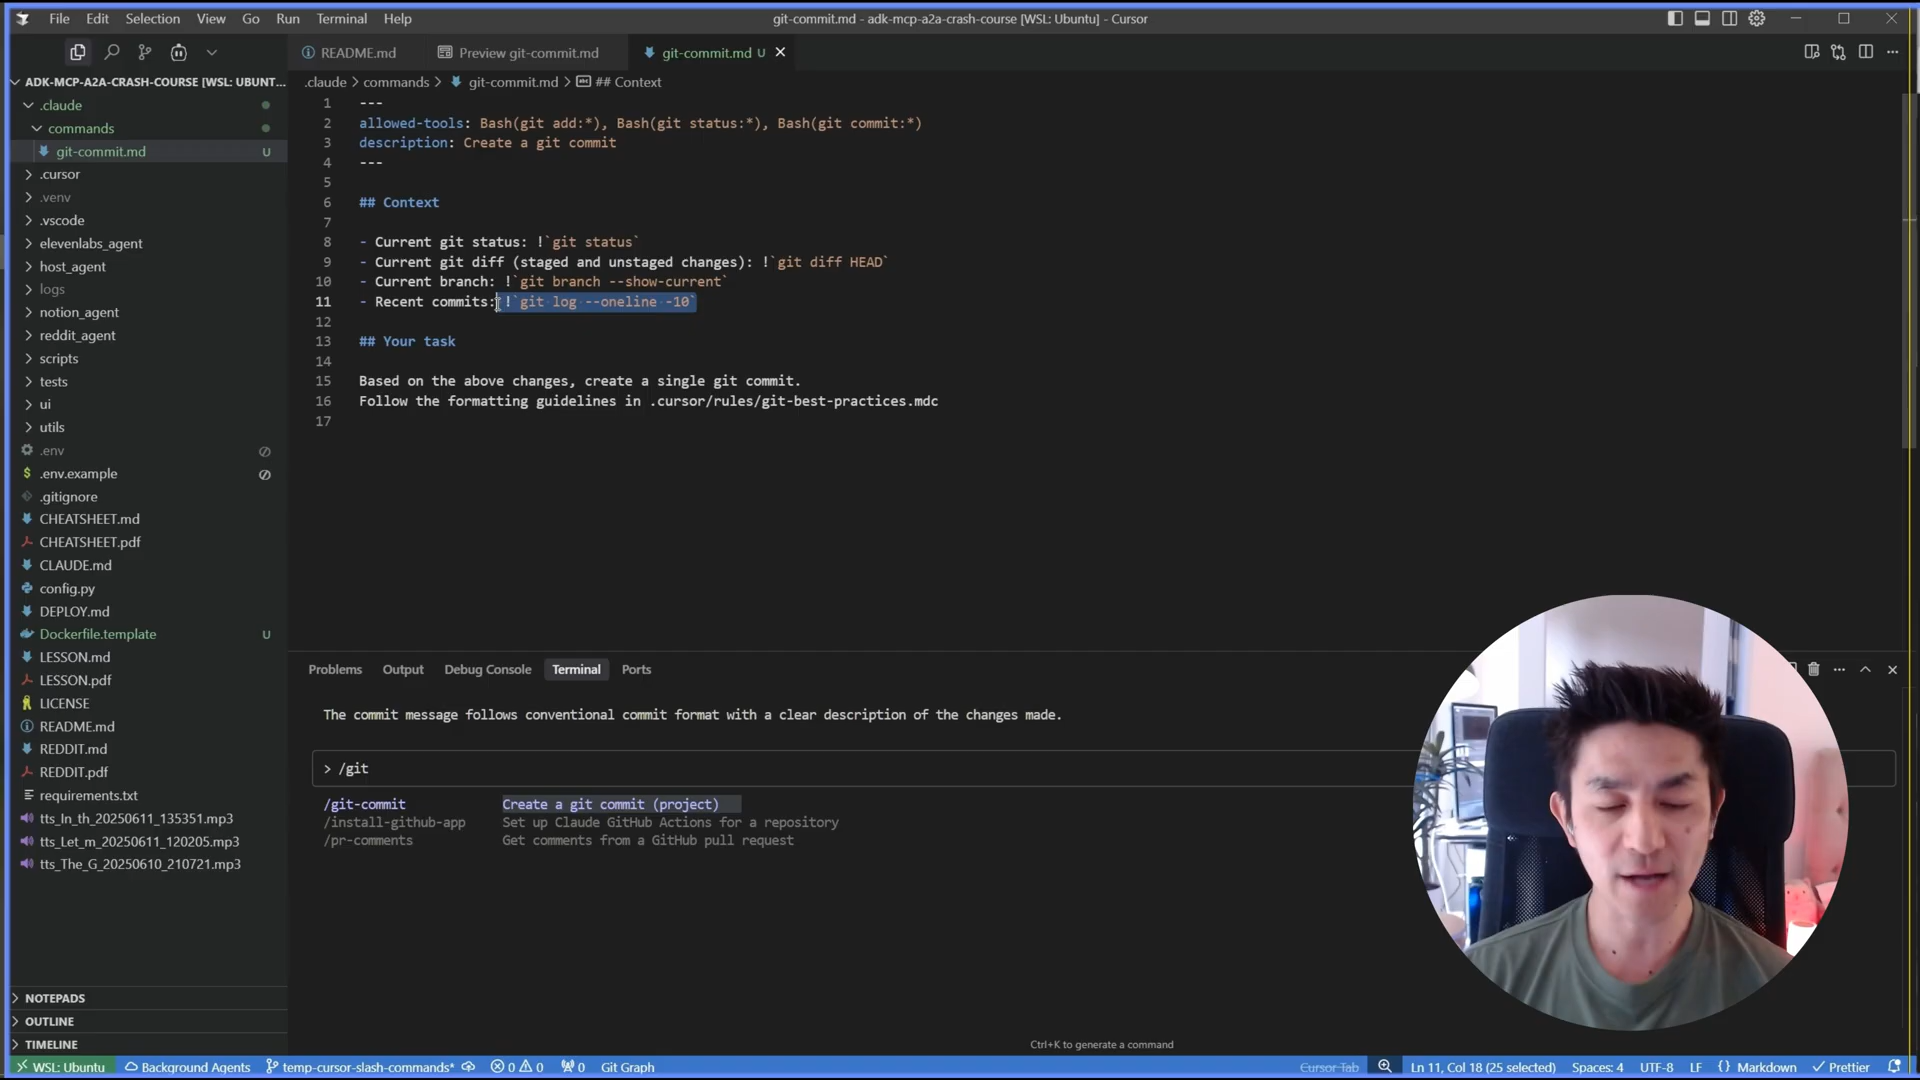 File Edit Selection View Go Run Terminal Help
git-commit.md - adk-mcp-a2a-crash-course [WSL: Ubuntu] - Cursor
README.md
Preview git-commit.md
git-commit.md U
ADK-MCP-A2A-CRASH-COURSE [WSL: UBUNT...
.claude
commands
git-commit.md U
.cursor
.venv
.vscode
elevenlabs_agent
host_agent
logs
notion_agent
reddit_agent
scripts
tests
ui
utils
.env
.env.example
.gitignore
CHEATSHEET.md
CHEATSHEET.pdf
CLAUDE.md
config.py
DEPLOY.md
Dockerfile.template U
LESSON.md
LESSON.pdf
LICENSE
README.md
REDDIT.md
REDDIT.pdf
requirements.txt
tts_In_th_20250611_135351.mp3
tts_Let_m_20250611_120205.mp3
tts_The_G_20250610_210721.mp3
NOTEPADS
OUTLINE
TIMELINE
.claude > commands > git-commit.md > ## Context
1 ---
2 allowed-tools: Bash(git add:*), Bash(git status:*), Bash(git commit:*)
3 description: Create a git commit
4 ---
5
6 ## Context
7
8 - Current git status: !`git status`
9 - Current git diff (staged and unstaged changes): !`git diff HEAD`
10 - Current branch: !`git branch --show-current`
11 - Recent commits: !`git log --oneline -10`
12
13 ## Your task
14
15 Based on the above changes, create a single git commit.
16 Follow the formatting guidelines in .cursor/rules/git-best-practices.mdc
17
Problems Output Debug Console Terminal Ports
The commit message follows conventional commit format with a clear description of the changes made.
> /git
/git-commit Create a git commit (project)
/install-github-app Set up Claude GitHub Actions for a repository
/pr-comments Get comments from a GitHub pull request
Ctrl+K to generate a command
WSL: Ubuntu Background Agents temp-cursor-slash-commands* 0 0 0 Git Graph Cursor Tab Ln 11, Col 18 (25 selected) Spaces: 4 UTF-8 LF {} Markdown Prettier